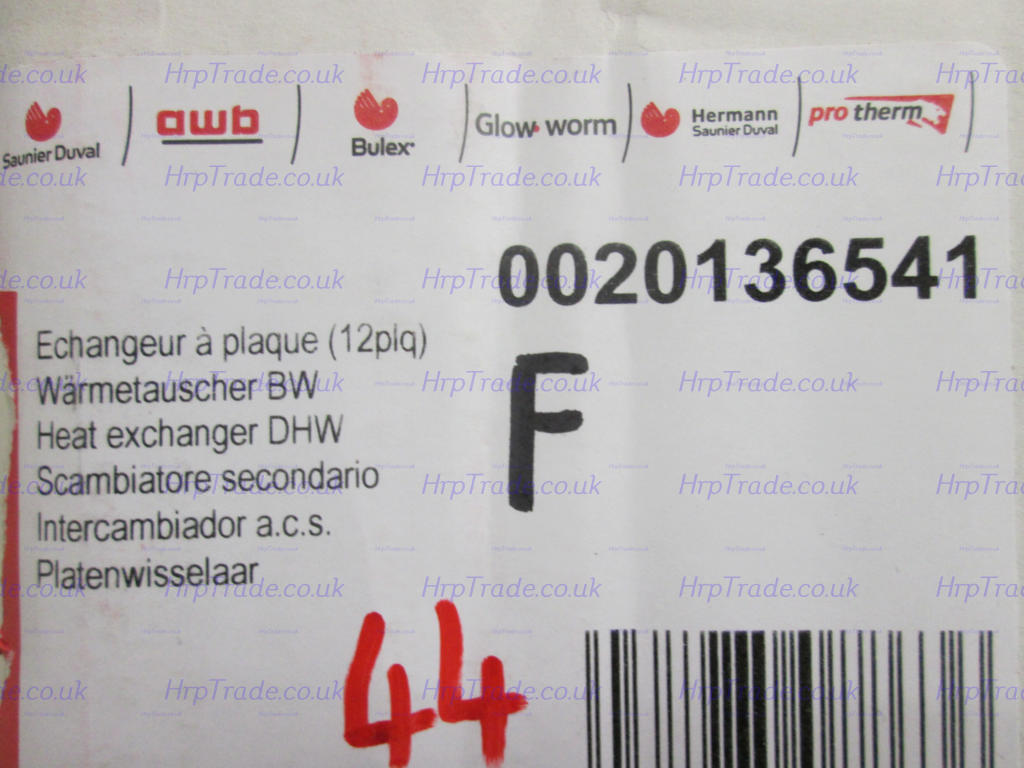 Saunier Duval
awb
Bulex
Glow-worm
Hermann
Saunier Duval
pro therm
0020136541
Echangeur à plaque (12plq)
Wärmetauscher BW
Heat exchanger DHW
Scambiatore secondario
Intercambiador a.c.s.
Platenwisselaar
F
44
HrpTrade.co.uk